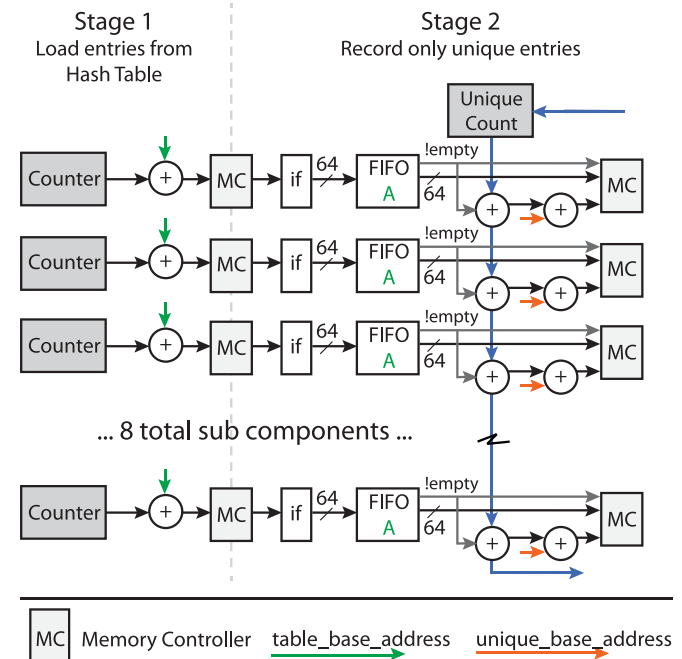 Stage 1
Load entries from
Hash Table
Stage 2
Record only unique entries
Unique
Count
Counter
+
MC
if
64
FIFO
A
!empty
64
+
+
MC
Counter
+
MC
if
64
FIFO
A
!empty
64
+
+
MC
Counter
+
MC
if
64
FIFO
A
!empty
64
+
+
MC
... 8 total sub components ...
Counter
+
MC
if
64
FIFO
A
!empty
64
+
+
MC
MC Memory Controller table_base_address unique_base_address